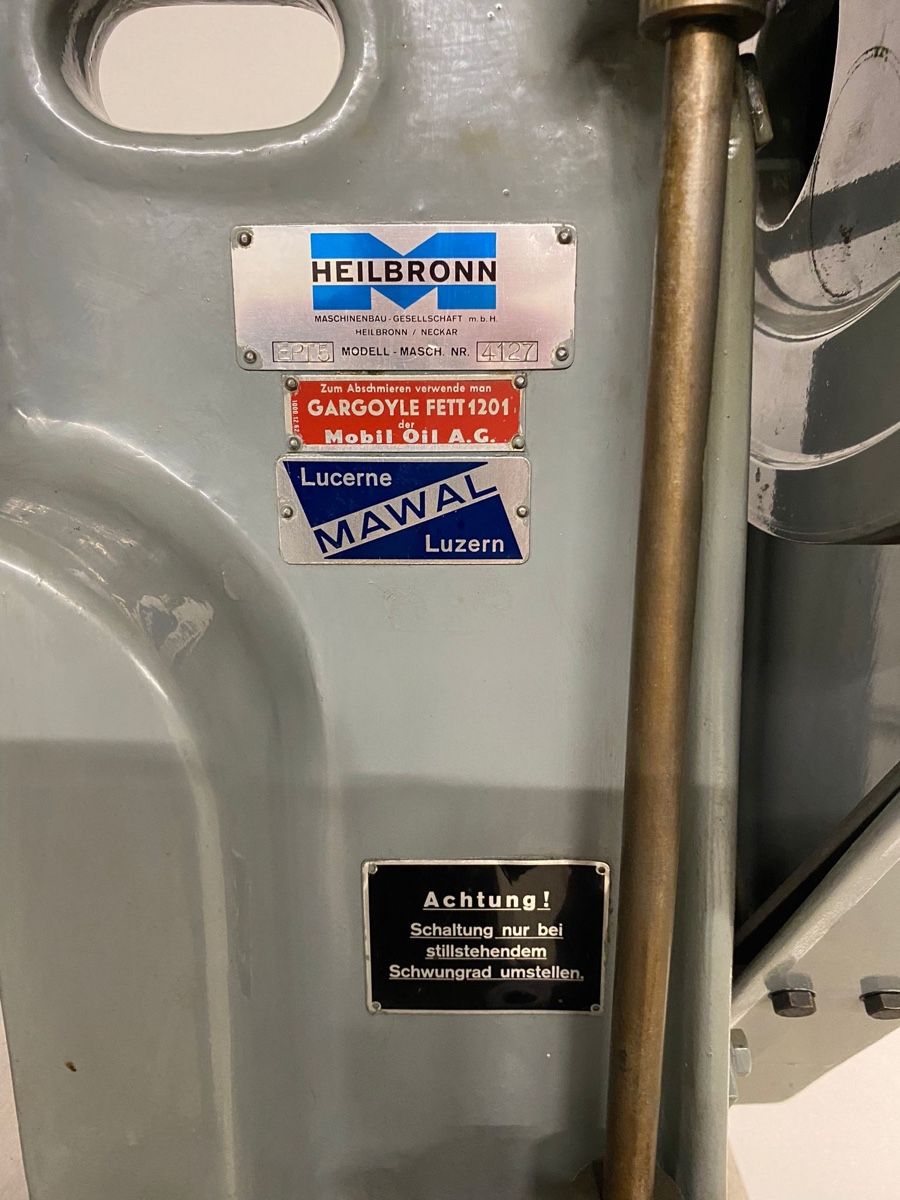 HEILBRONN
MASCHINENBAU - GESELLSCHAFT m.b.H.
HEILBRONN / NECKAR
EPT5 MODELL - MASCH. NR. 4127
Zum Abschmieren verwende man
GARGOYLE FETT 1201
der
Mobil Oil A.G.
Lucerne
MAWAL
Luzern
Achtung!
Schaltung nur bei
stillstehendem
Schwungrad umstellen.